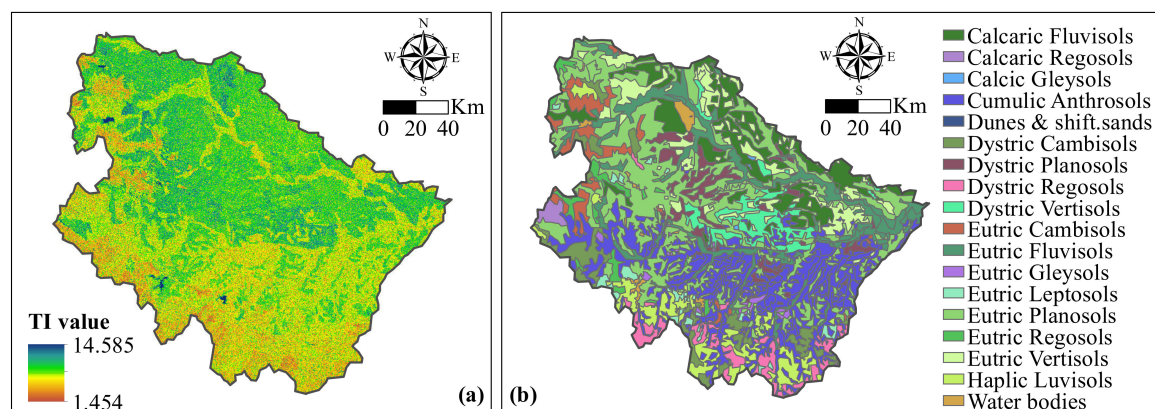 N
W E
S
Km
0 20 40
TI value
14.585
1.454
(a)
N
W E
S
Km
0 20 40
(b)
Calcaric Fluvisols
Calcaric Regosols
Calcic Gleysols
Cumulic Anthrosols
Dunes & shift.sands
Dystric Cambisols
Dystric Planosols
Dystric Regosols
Dystric Vertisols
Eutric Cambisols
Eutric Fluvisols
Eutric Gleysols
Eutric Leptosols
Eutric Planosols
Eutric Regosols
Eutric Vertisols
Haplic Luvisols
Water bodies